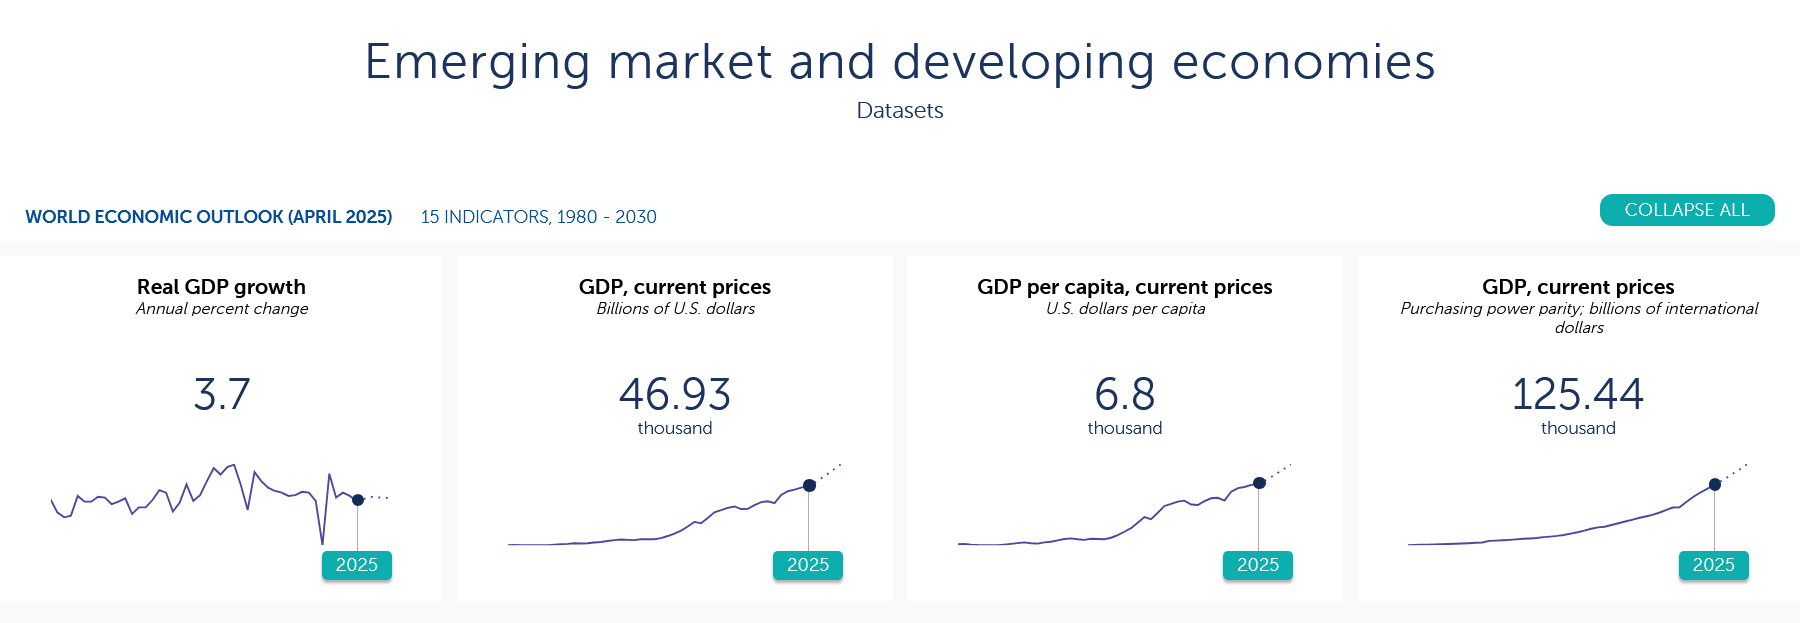 Emerging market and developing economies
Datasets
WORLD ECONOMIC OUTLOOK (APRIL 2025) 15 INDICATORS, 1980 - 2030
COLLAPSE ALL
Real GDP growth
Annual percent change
3.7
2025
GDP, current prices
Billions of U.S. dollars
46.93
thousand
2025
GDP per capita, current prices
U.S. dollars per capita
6.8
thousand
2025
GDP, current prices
Purchasing power parity; billions of international
dollars
125.44
thousand
2025